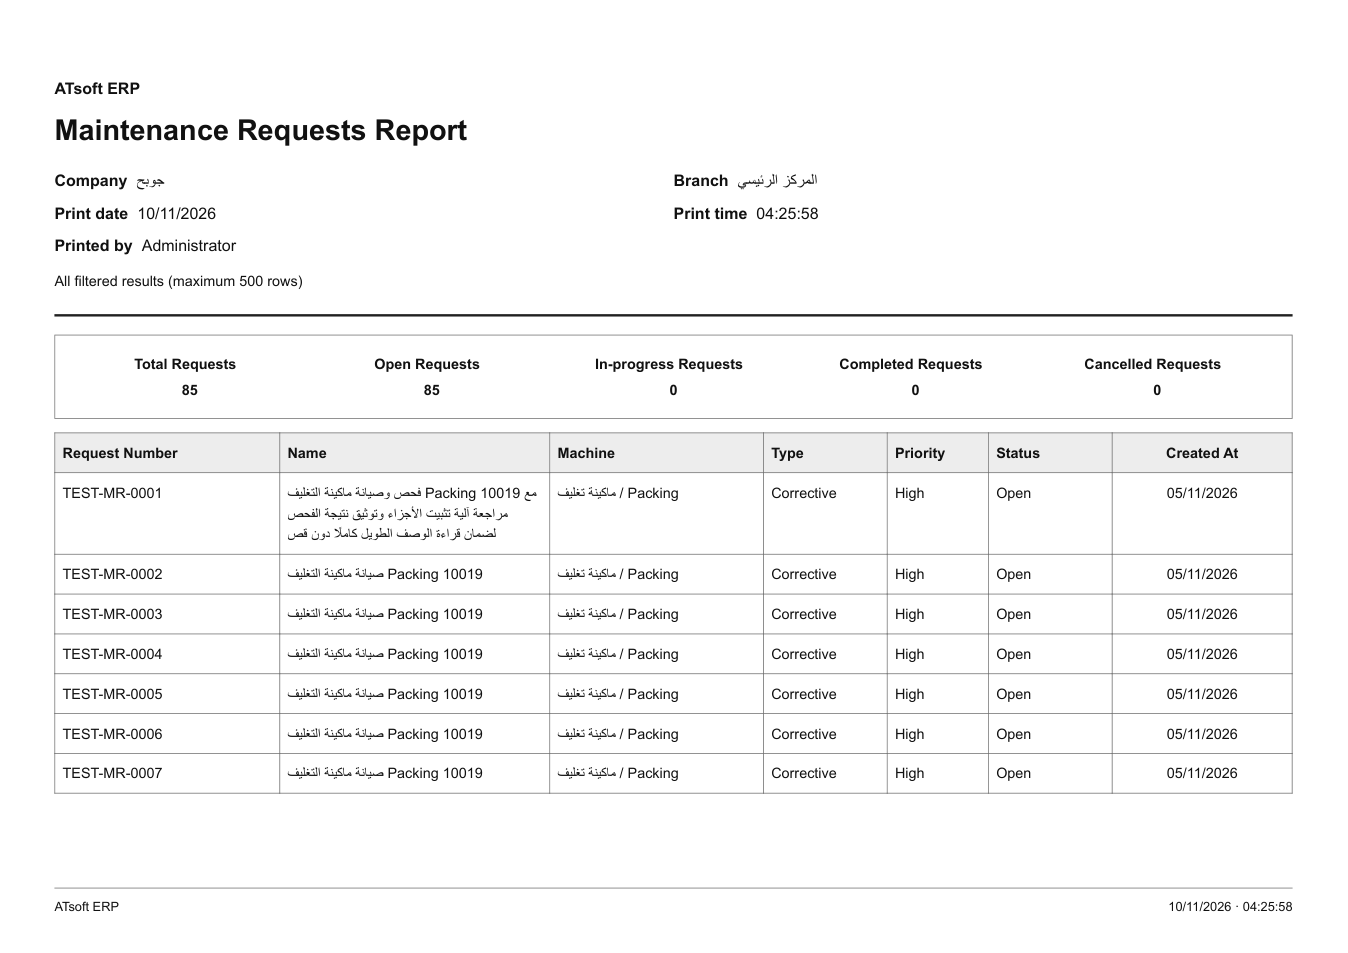 ATsoft ERP
Maintenance Requests Report
Company جوبح
Branch المركز الرئيسي
Print date 10/11/2026
Print time 04:25:58
Printed by Administrator
All filtered results (maximum 500 rows)
Total Requests Open Requests In-progress Requests Completed Requests Cancelled Requests
85 85 0 0 0
Request Number Name Machine Type Priority Status Created At
TEST-MR-0001 فحص وصيانة ماكينة التغليف Packing 10019 مع ماكينة تغليف / Packing Corrective High Open 05/11/2026
مراجعة آلية تثبيت الأجزاء وتوثيق نتيجة الفحص
لضمان قراءة الوصف الطويل كاملًا دون قص
TEST-MR-0002 صيانة ماكينة التغليف Packing 10019 ماكينة تغليف / Packing Corrective High Open 05/11/2026
TEST-MR-0003 صيانة ماكينة التغليف Packing 10019 ماكينة تغليف / Packing Corrective High Open 05/11/2026
TEST-MR-0004 صيانة ماكينة التغليف Packing 10019 ماكينة تغليف / Packing Corrective High Open 05/11/2026
TEST-MR-0005 صيانة ماكينة التغليف Packing 10019 ماكينة تغليف / Packing Corrective High Open 05/11/2026
TEST-MR-0006 صيانة ماكينة التغليف Packing 10019 ماكينة تغليف / Packing Corrective High Open 05/11/2026
TEST-MR-0007 صيانة ماكينة التغليف Packing 10019 ماكينة تغليف / Packing Corrective High Open 05/11/2026
ATsoft ERP
10/11/2026 · 04:25:58